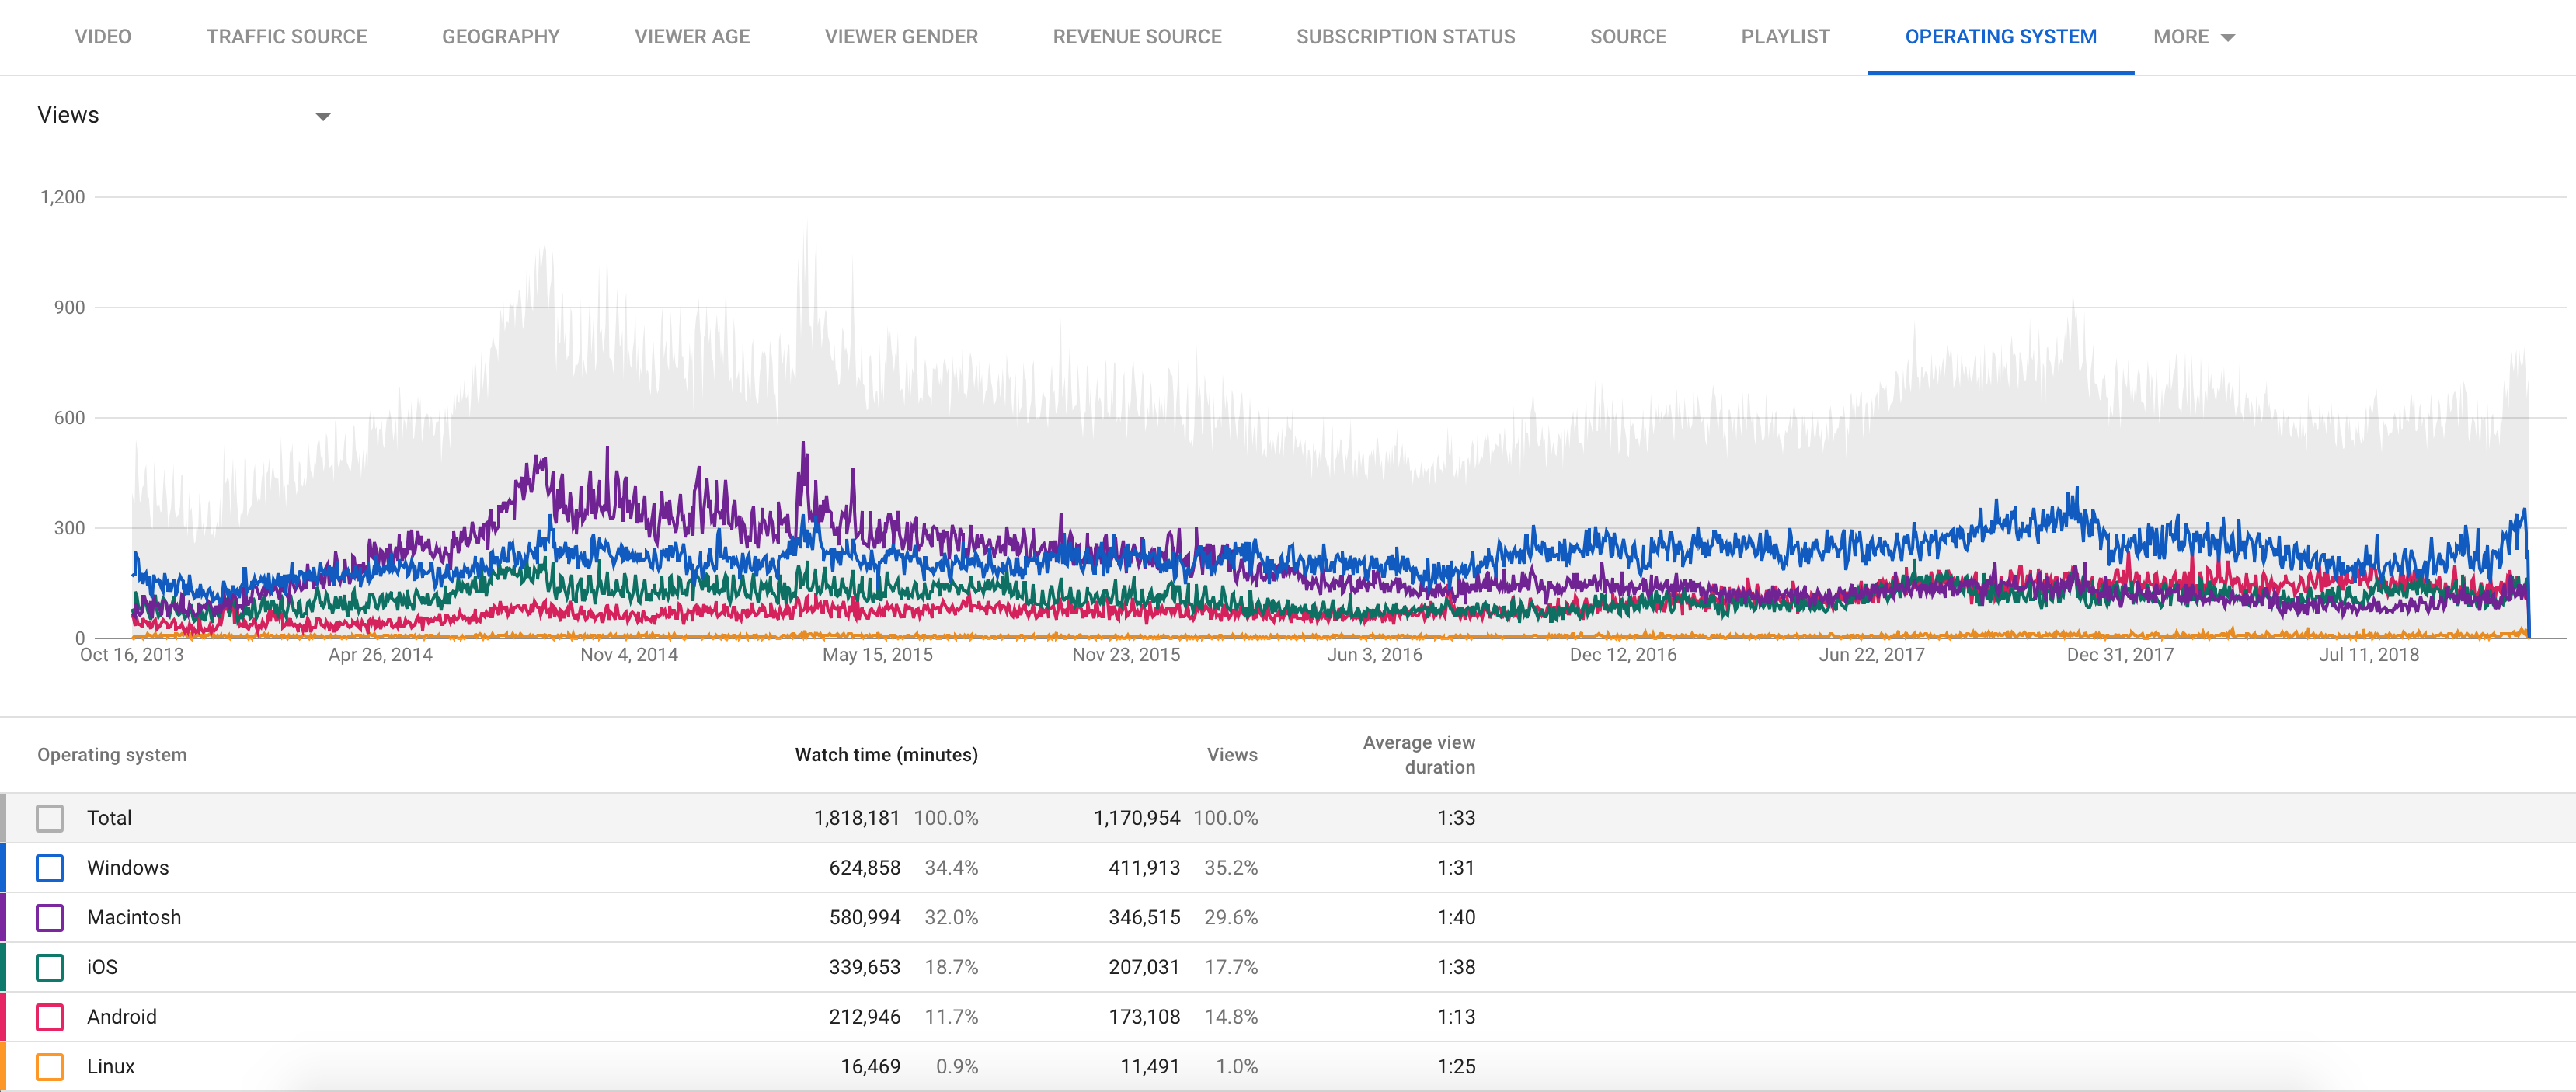 VIDEO TRAFFIC SOURCE GEOGRAPHY VIEWER AGE VIEWER GENDER REVENUE SOURCE SUBSCRIPTION STATUS SOURCE PLAYLIST OPERATING SYSTEM MORE
Views
1,200
900
600
300
0
Oct 16, 2013 Apr 26, 2014 Nov 4, 2014 May 15, 2015 Nov 23, 2015 Jun 3, 2016 Dec 12, 2016 Jun 22, 2017 Dec 31, 2017 Jul 11, 2018
Operating system Watch time (minutes) Views Average view
duration
Total 1,818,181 100.0% 1,170,954 100.0% 1:33
Windows 624,858 34.4% 411,913 35.2% 1:31
Macintosh 580,994 32.0% 346,515 29.6% 1:40
iOS 339,653 18.7% 207,031 17.7% 1:38
Android 212,946 11.7% 173,108 14.8% 1:13
Linux 16,469 0.9% 11,491 1.0% 1:25